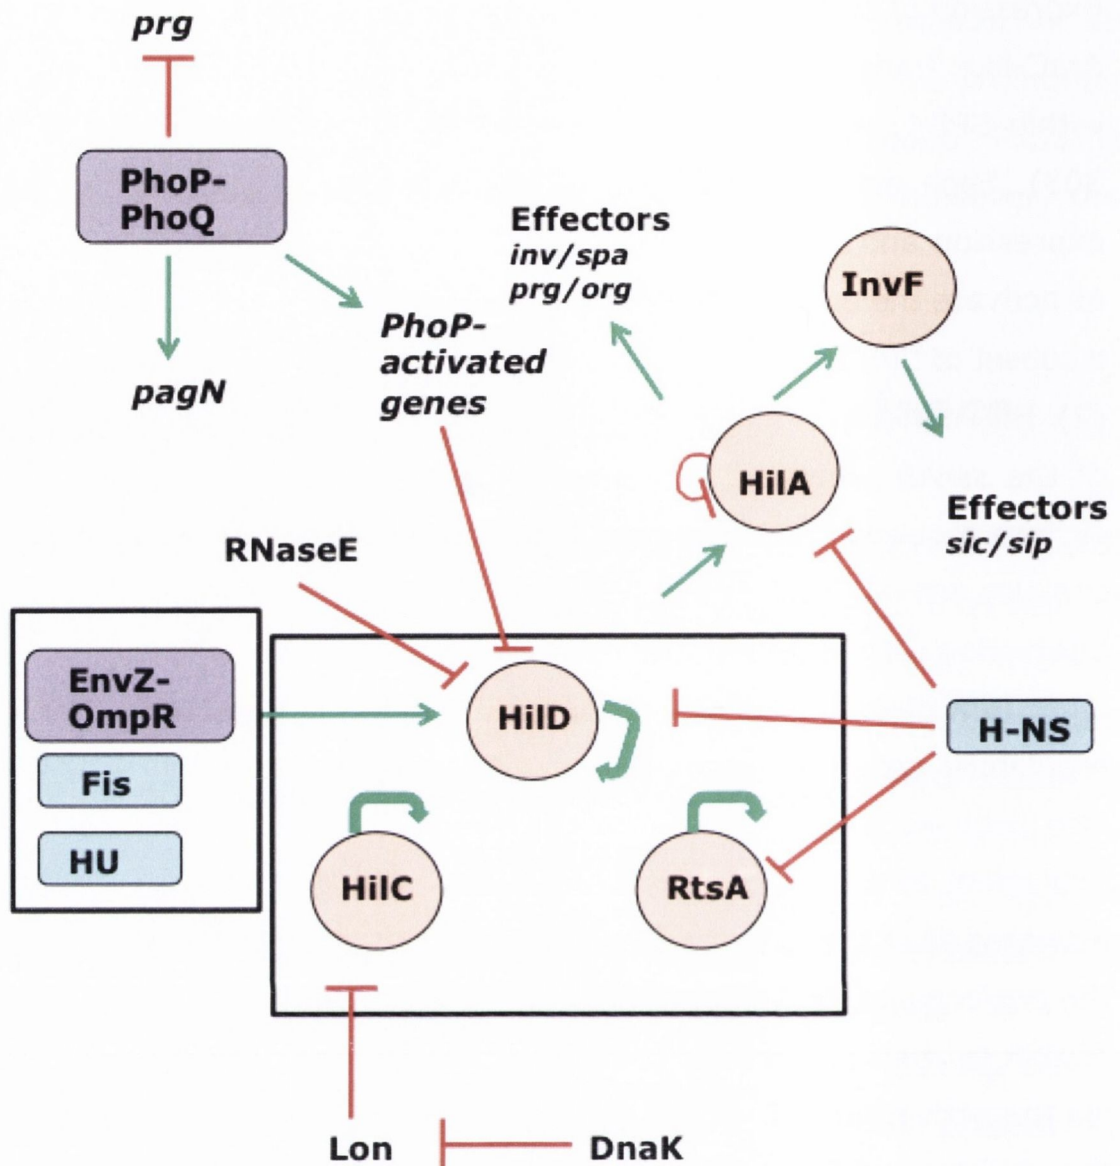 prg
PhoP-
PhoQ
Effectors
inv/spa
prg/org
InvF
PhoP-
activated
genes
pagN
HilA
Effectors
sic/sip
RNaseE
EnvZ-
OmpR
HilD
H-NS
Fis
HU
HilC
RtsA
Lon
DnaK